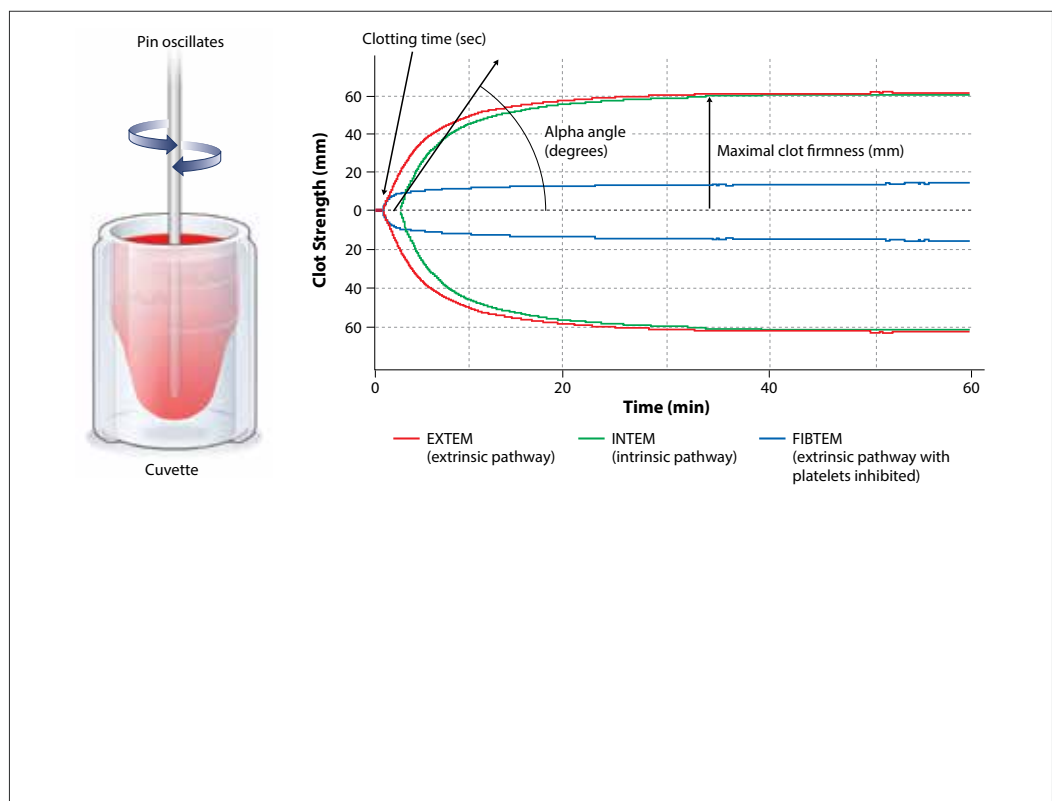 Pin oscillates
Cuvette
Clotting time (sec)
Alpha angle
(degrees)
Maximal clot firmness (mm)
Clot Strength (mm)
60
40
20
0
20
40
60
0
20
40
60
Time (min)
EXTEM
(extrinsic pathway)
INTEM
(intrinsic pathway)
FIBTEM
(extrinsic pathway with
platelets inhibited)